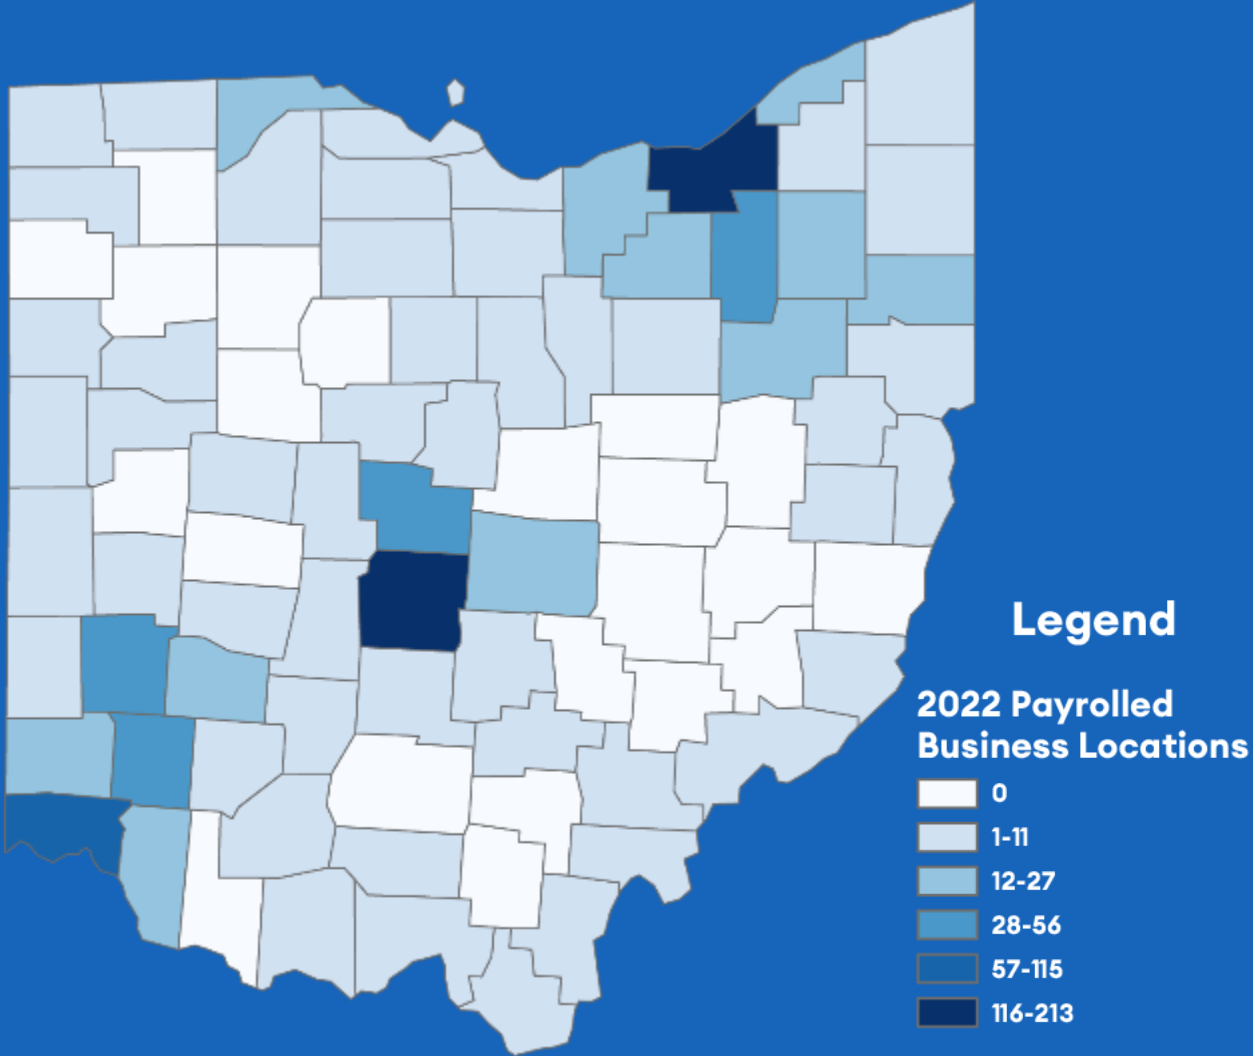 Legend
2022 Payrolled
Business Locations
0
1-11
12-27
28-56
57-115
116-213